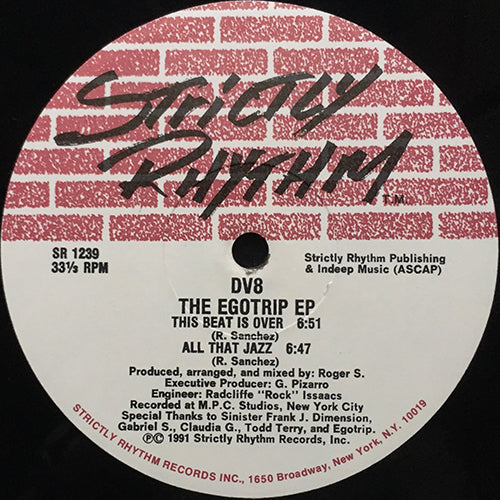 STRICTLY
RHYTHM
T.M.
SR 1239
33⅓ RPM
Strictly Rhythm Publishing
& Indeep Music (ASCAP)
DV8
THE EGOTRIP EP
THIS BEAT IS OVER 6:51
(R. Sanchez)
ALL THAT JAZZ 6:47
(R. Sanchez)
Produced, arranged, and mixed by: Roger S.
Executive Producer: G. Pizarro
Engineer: Radcliffe "Rock" Issaacs
Recorded at M.P.C. Studios, New York City
Special Thanks to Sinister Frank J. Dimension,
Gabriel S., Claudia G., Todd Terry, and Egotrip.
℗© 1991 Strictly Rhythm Records, Inc.
STRICTLY RHYTHM RECORDS INC., 1650 Broadway, New York, N.Y. 10019